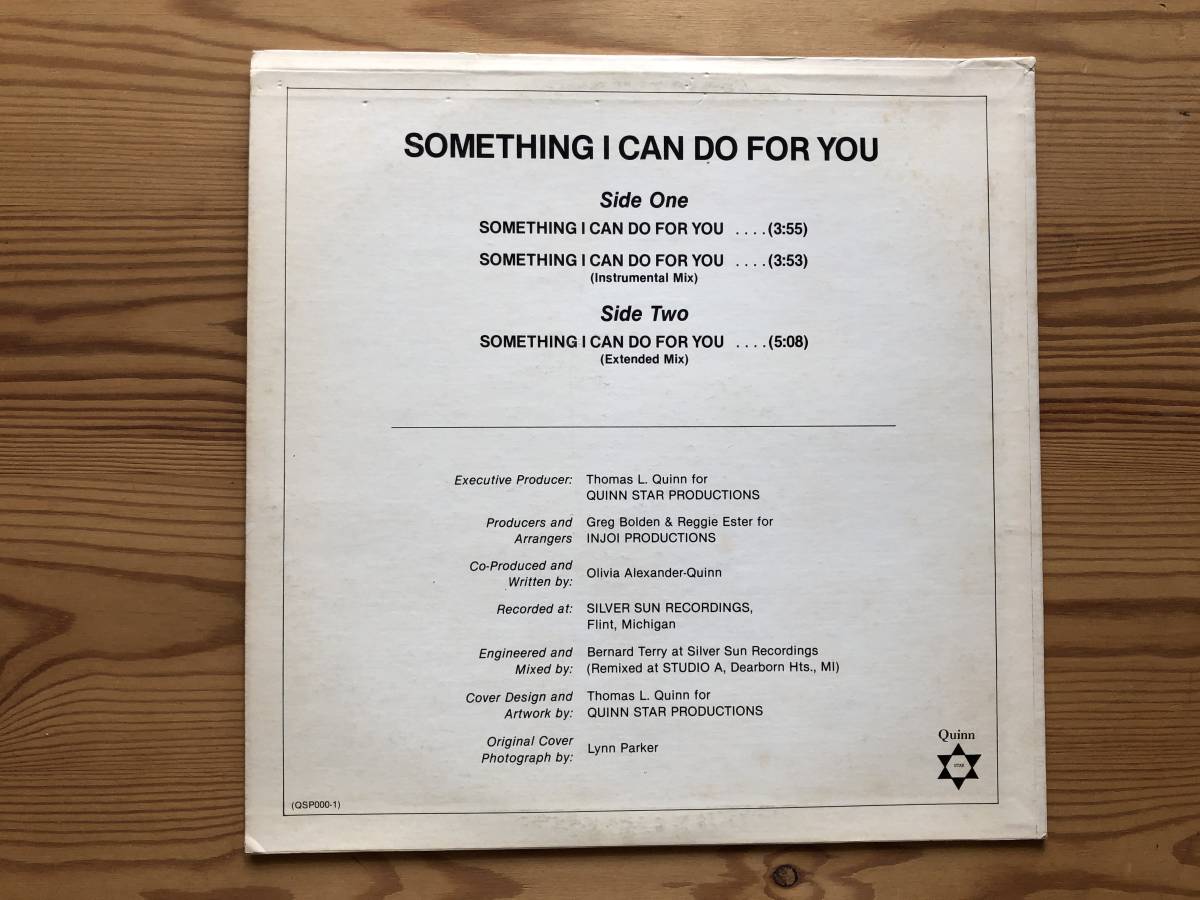 SOMETHING I CAN DO FOR YOU
Side One
SOMETHING I CAN DO FOR YOU ....(3:55)
SOMETHING I CAN DO FOR YOU ....(3:53)
(Instrumental Mix)
Side Two
SOMETHING I CAN DO FOR YOU ....(5:08)
(Extended Mix)
Executive Producer: Thomas L. Quinn for
QUINN STAR PRODUCTIONS
Producers and Greg Bolden & Reggie Ester for
Arrangers INJOI PRODUCTIONS
Co-Produced and
Written by: Olivia Alexander-Quinn
Recorded at: SILVER SUN RECORDINGS,
Flint, Michigan
Engineered and Bernard Terry at Silver Sun Recordings
Mixed by: (Remixed at STUDIO A, Dearborn Hts., MI)
Cover Design and Thomas L. Quinn for
Artwork by: QUINN STAR PRODUCTIONS
Original Cover
Photograph by: Lynn Parker
Quinn
STAR
(QSP000-1)